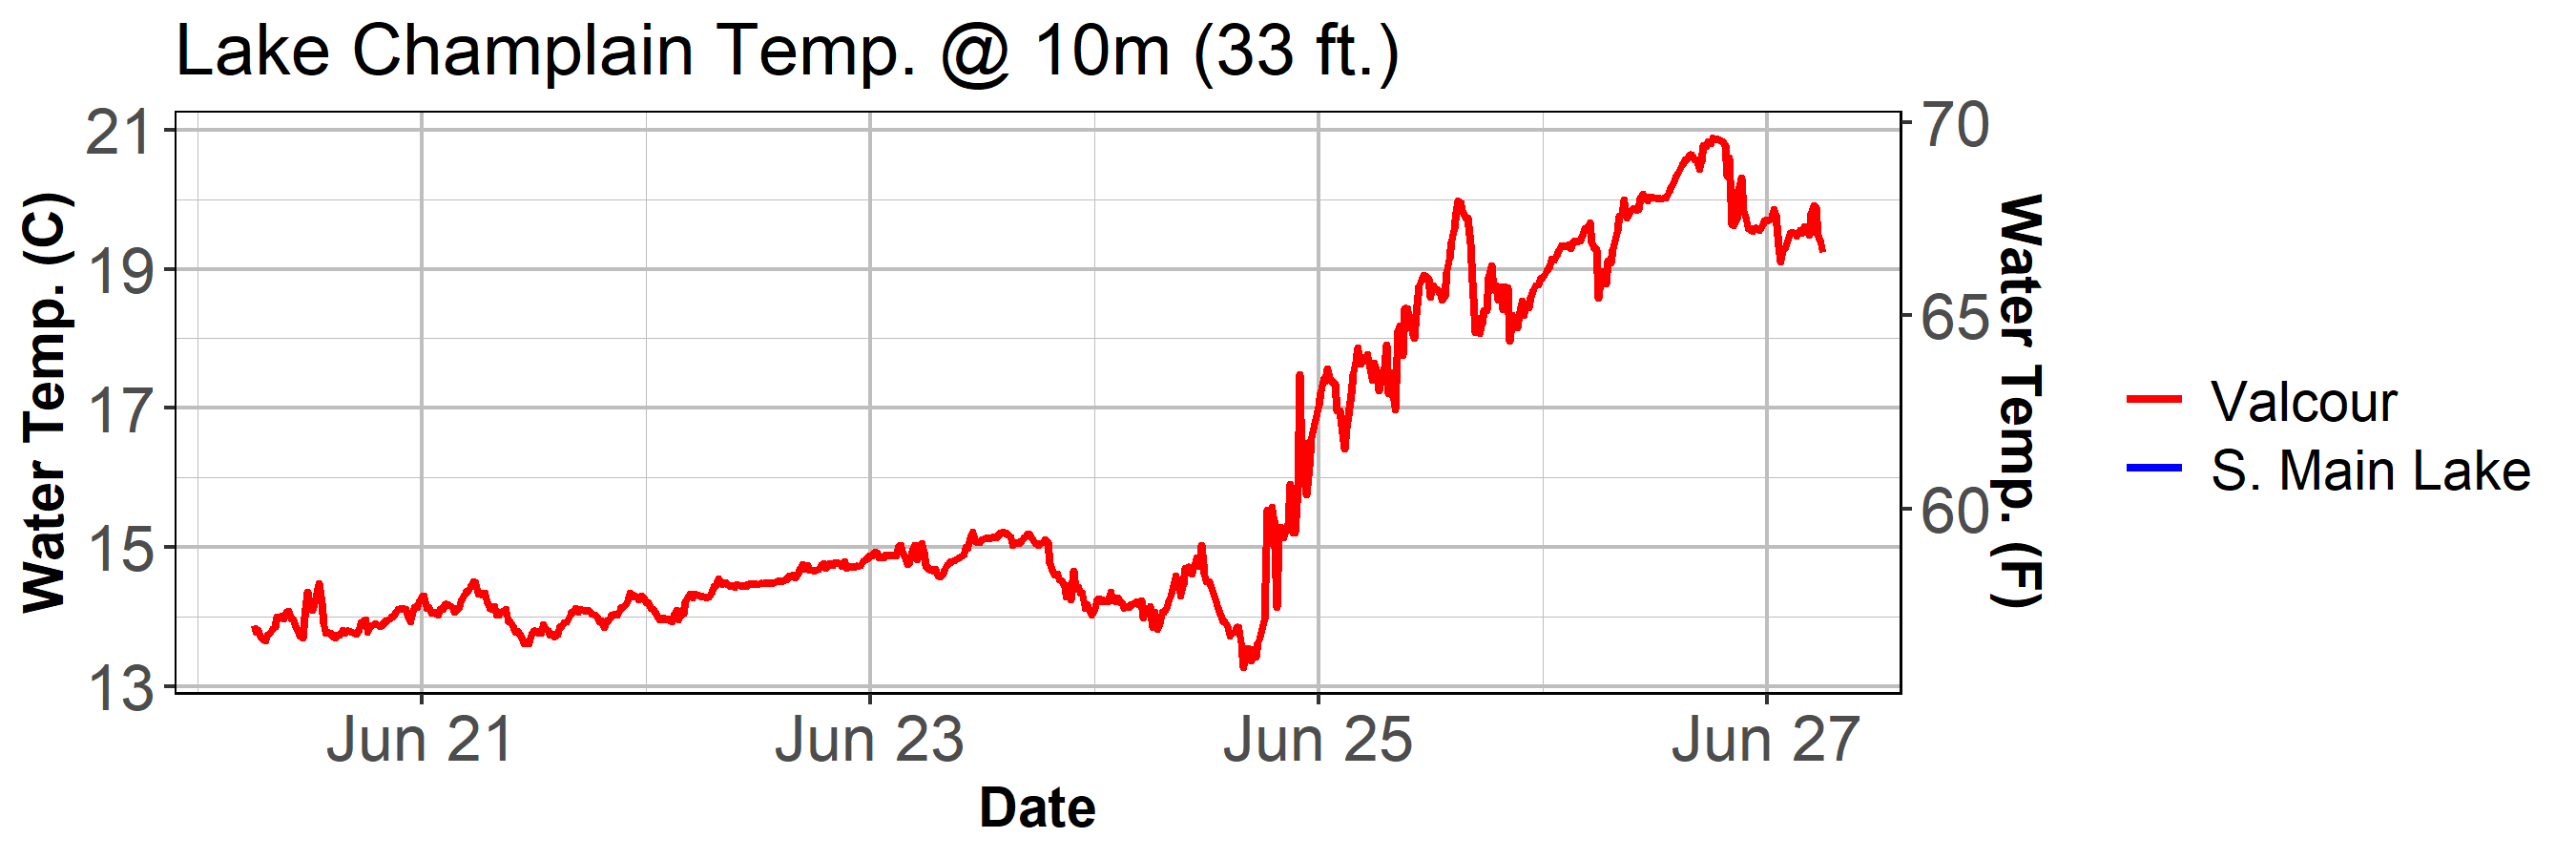 Lake Champlain Temp. @ 10m (33 ft.)
Water Temp. (C)
21
19
17
15
13
70
65
60
Water Temp. (F)
Jun 21
Jun 23
Jun 25
Jun 27
Date
Valcour
S. Main Lake